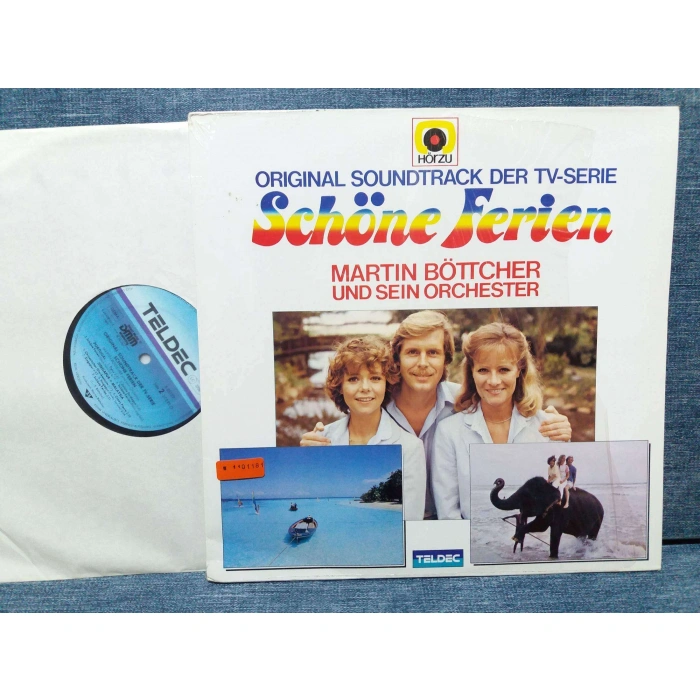 HÖRZU
ORIGINAL SOUNDTRACK DER TV-SERIE
Schöne Ferien
MARTIN BÖTTCHER
UND SEIN ORCHESTER
TELDEC
TELDEC